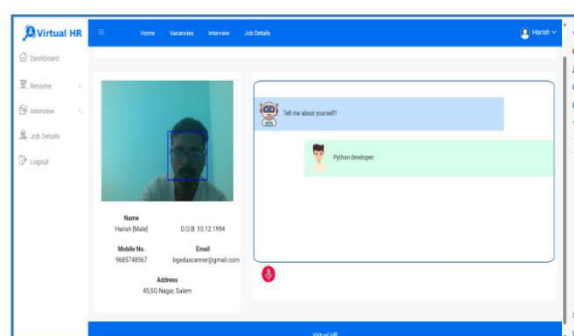 Virtual HR
Home Vacancies Interview Job Details
Harish
Dashboard
Resume
Interview
Job Details
Logout
Tell me about yourself?
Python developer.
Name
Harish [Male]
D.O.B: 10.12.1994
Mobile No.
9685748567
Email
bgeduscanner@gmail.com
Address
45,SG Nagar, Salem
Virtual HR